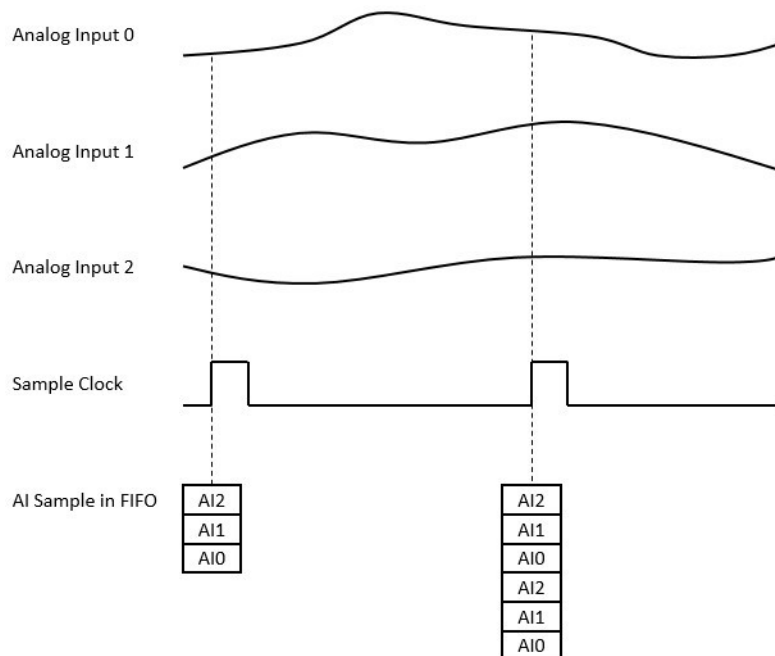 Analog Input 0
Analog Input 1
Analog Input 2
Sample Clock
AI Sample in FIFO
AI2
AI1
AI0
AI2
AI1
AI0
AI2
AI1
AI0